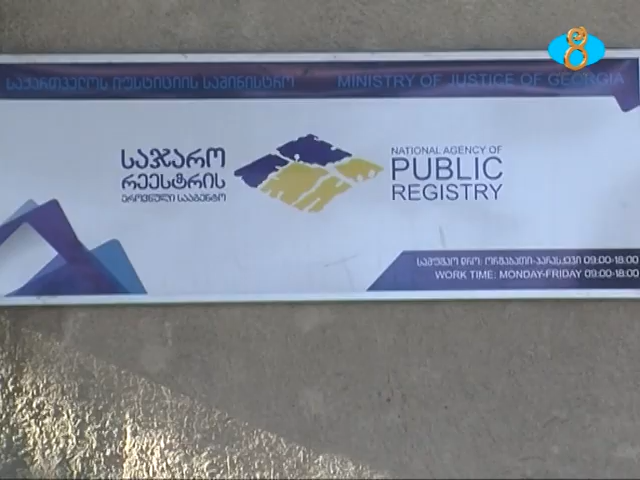 საქართველოს იუსტიციის სამინისტრო
MINISTRY OF JUSTICE OF GEORGIA
საჯარო
რეესტრის
ეროვნული სააგენტო
NATIONAL AGENCY OF
PUBLIC
REGISTRY
სამუშაო დრო: ორშაბათი-პარასკევი 09:00-18:00
WORK TIME: MONDAY-FRIDAY 09:00-18:00